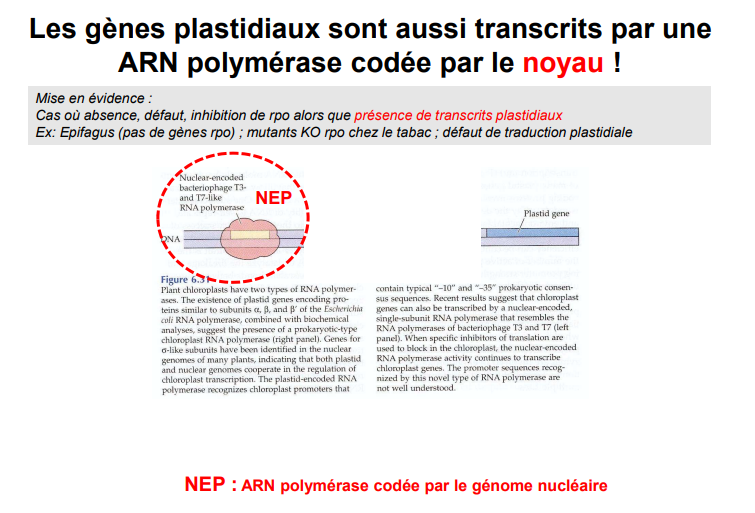 Les gènes plastidiaux sont aussi transcrits par une
ARN polymérase codée par le noyau !
Mise en évidence :
Cas où absence, défaut, inhibition de rpo alors que présence de transcrits plastidiaux
Ex: Epifagus (pas de gènes rpo) ; mutants KO rpo chez le tabac ; défaut de traduction plastidiale
Nuclear-encoded
bacteriophage T3-
and T7-like
RNA polymerase
NEP
DNA
Plastid gene
Figure 6.31
Plant chloroplasts have two types of RNA polymer-
ases. The existence of plastid genes encoding pro-
teins similar to subunits α, β, and β' of the Escherichia
coli RNA polymerase, combined with biochemical
analyses, suggest the presence of a prokaryotic-type
chloroplast RNA polymerase (right panel). Genes for
σ-like subunits have been identified in the nuclear
genomes of many plants, indicating that both plastid
and nuclear genomes cooperate in the regulation of
chloroplast transcription. The plastid-encoded RNA
polymerase recognizes chloroplast promoters that
contain typical "–10" and "–35" prokaryotic consen-
sus sequences. Recent results suggest that chloroplast
genes can also be transcribed by a nuclear-encoded,
single-subunit RNA polymerase that resembles the
RNA polymerases of bacteriophage T3 and T7 (left
panel). When specific inhibitors of translation are
used to block in the chloroplast, the nuclear-encoded
RNA polymerase activity continues to transcribe
chloroplast genes. The promoter sequences recog-
nized by this novel type of RNA polymerase are
not well understood.
NEP : ARN polymérase codée par le génome nucléaire